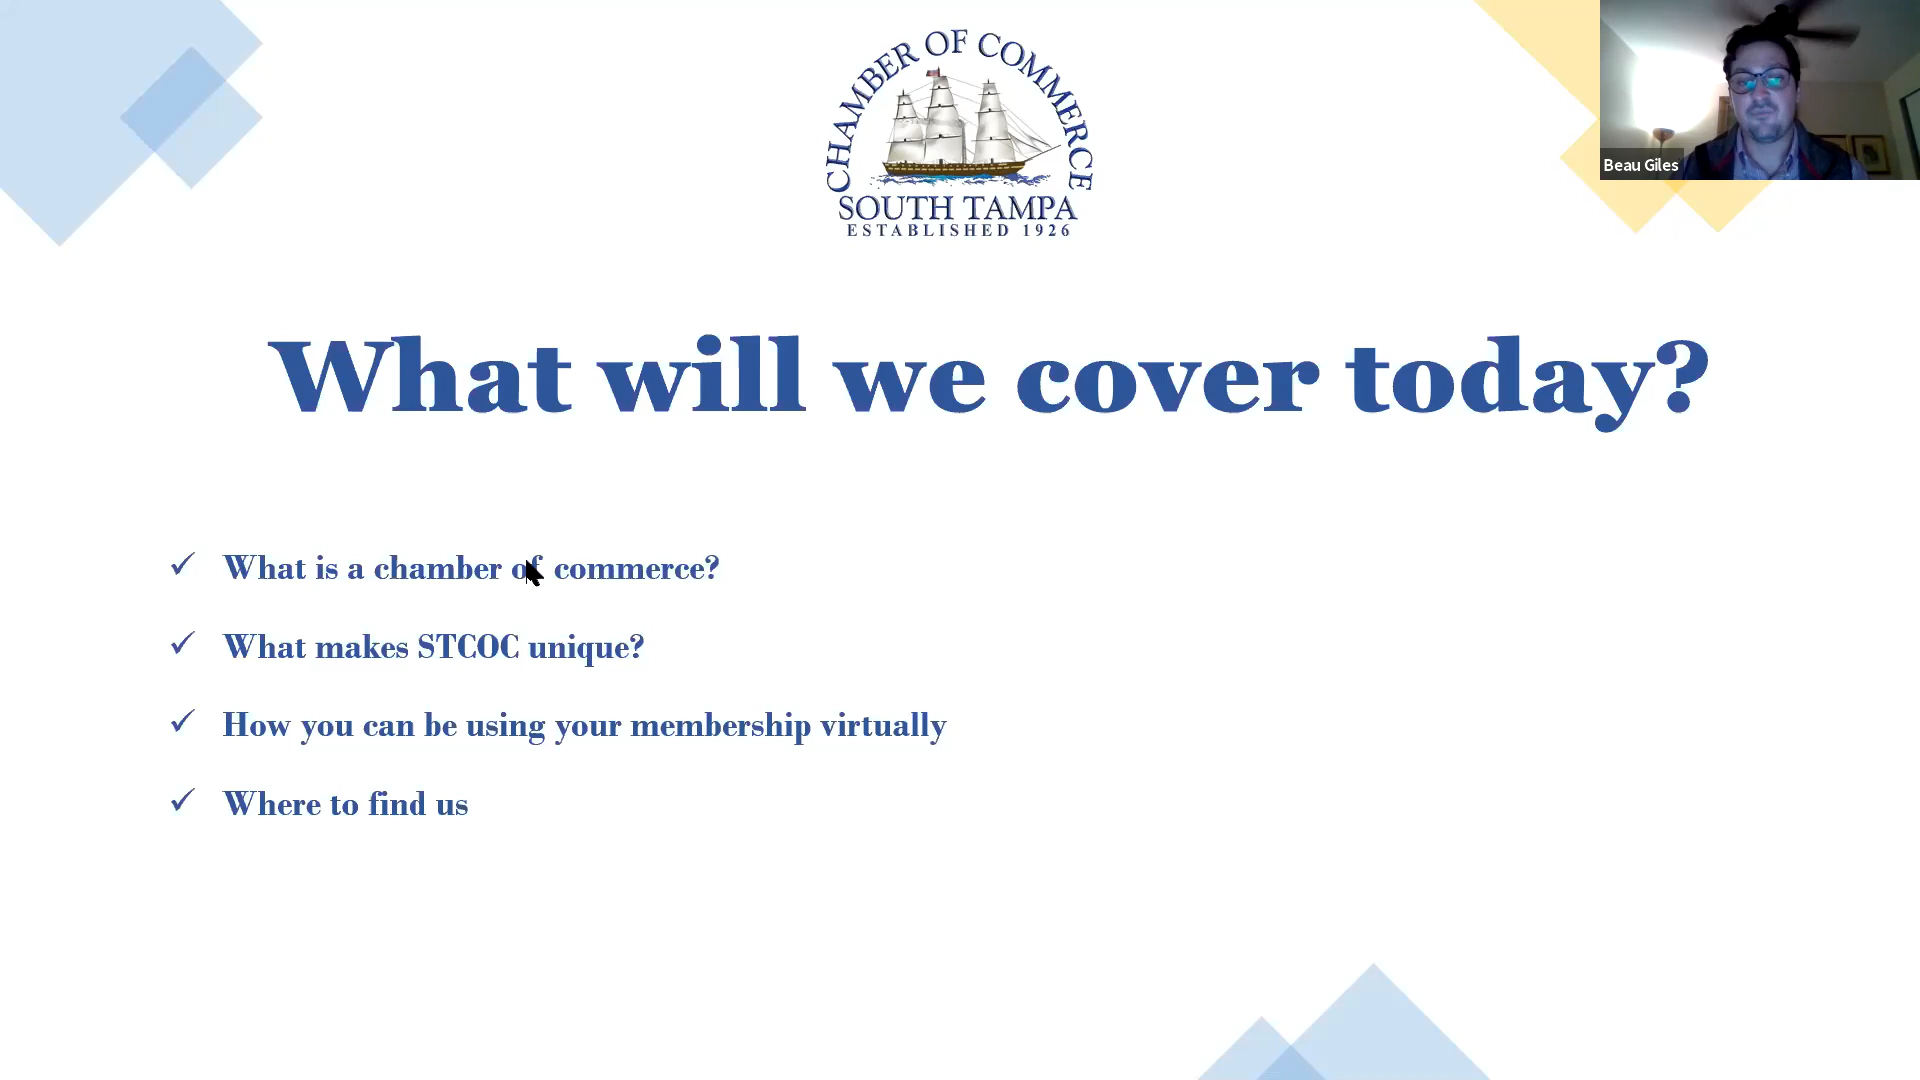 CHAMBER OF COMMERCE
SOUTH TAMPA
ESTABLISHED 1926
Beau Giles
What will we cover today?
✓ What is a chamber of commerce?
✓ What makes STCOC unique?
✓ How you can be using your membership virtually
✓ Where to find us